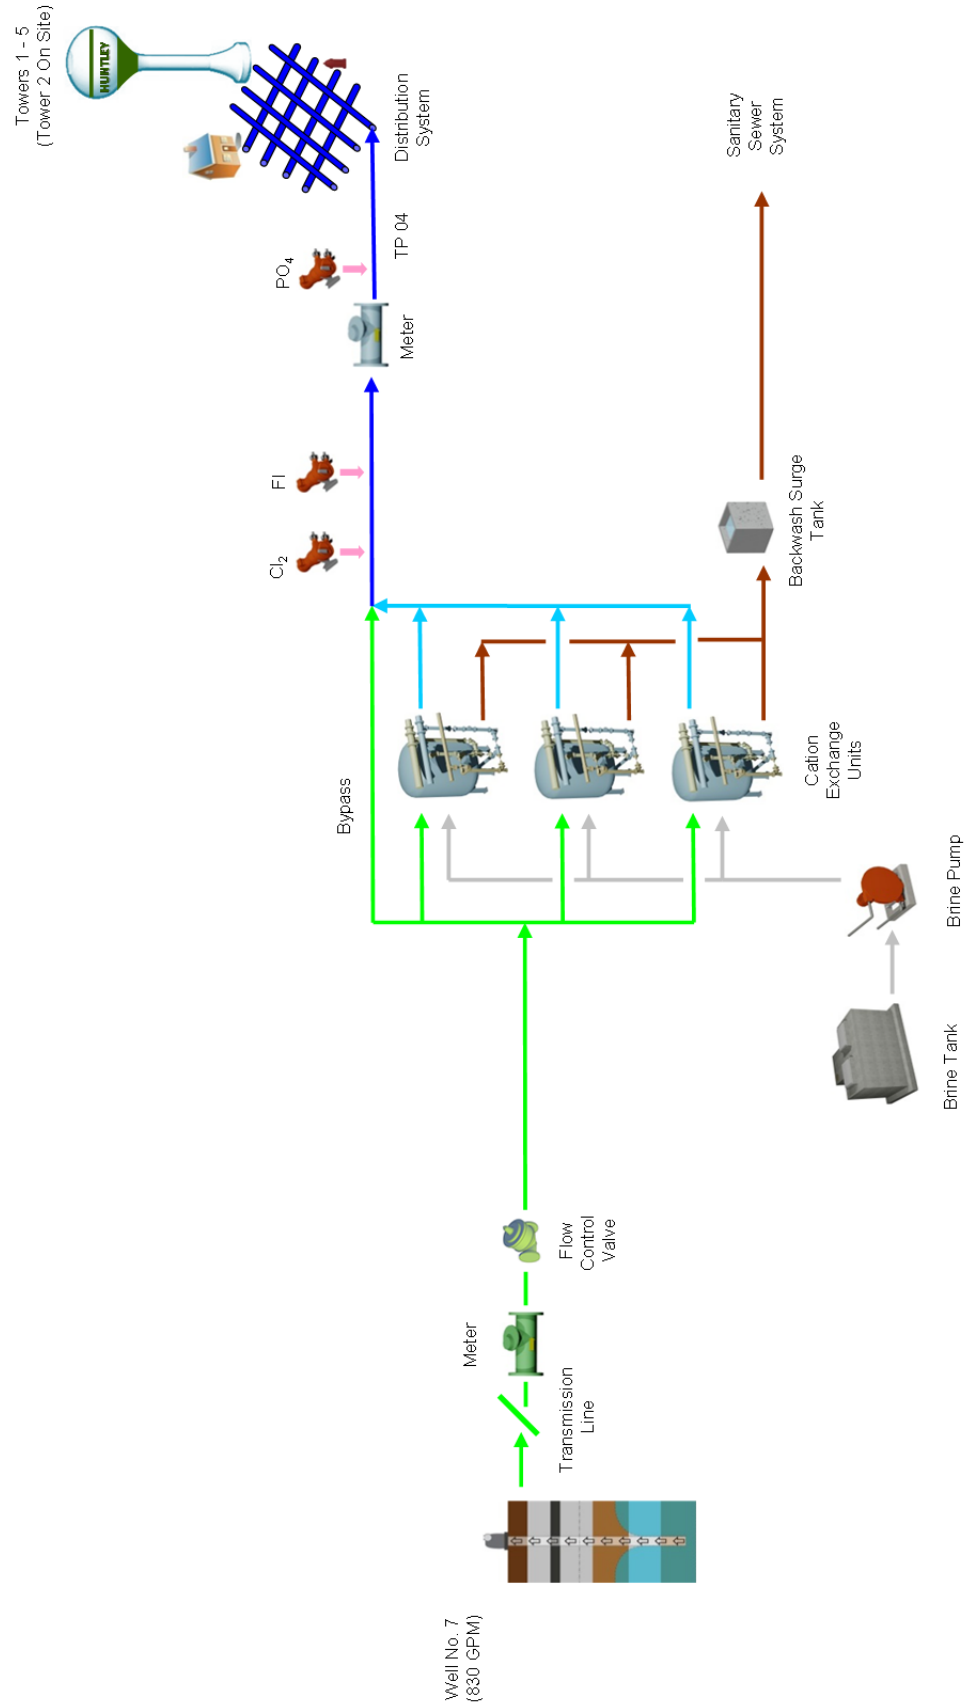 Well No. 7
(830 GPM)
Transmission
Line
Meter
Flow
Control
Valve
Bypass
Brine Tank
Brine Pump
Cation
Exchange
Units
Cl2
Fl
Backwash Surge
Tank
Meter
PO4
TP 04
Sanitary
Sewer
System
Distribution
System
Towers 1 - 5
(Tower 2 On Site)
HUNTLEY